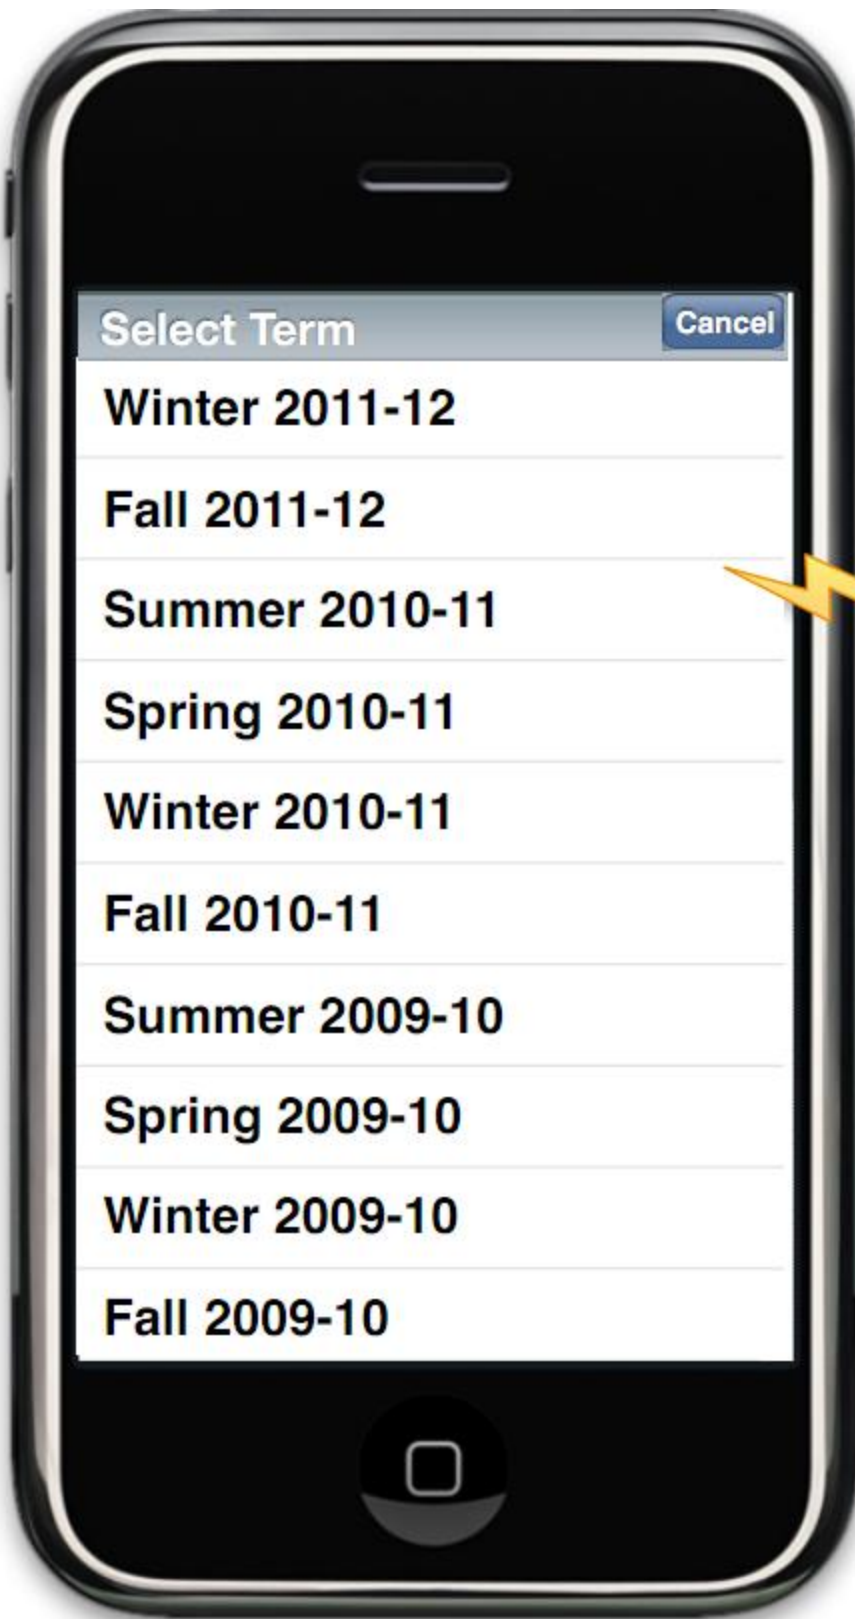 Select Term
Cancel
Winter 2011-12
Fall 2011-12
Summer 2010-11
Spring 2010-11
Winter 2010-11
Fall 2010-11
Summer 2009-10
Spring 2009-10
Winter 2009-10
Fall 2009-10